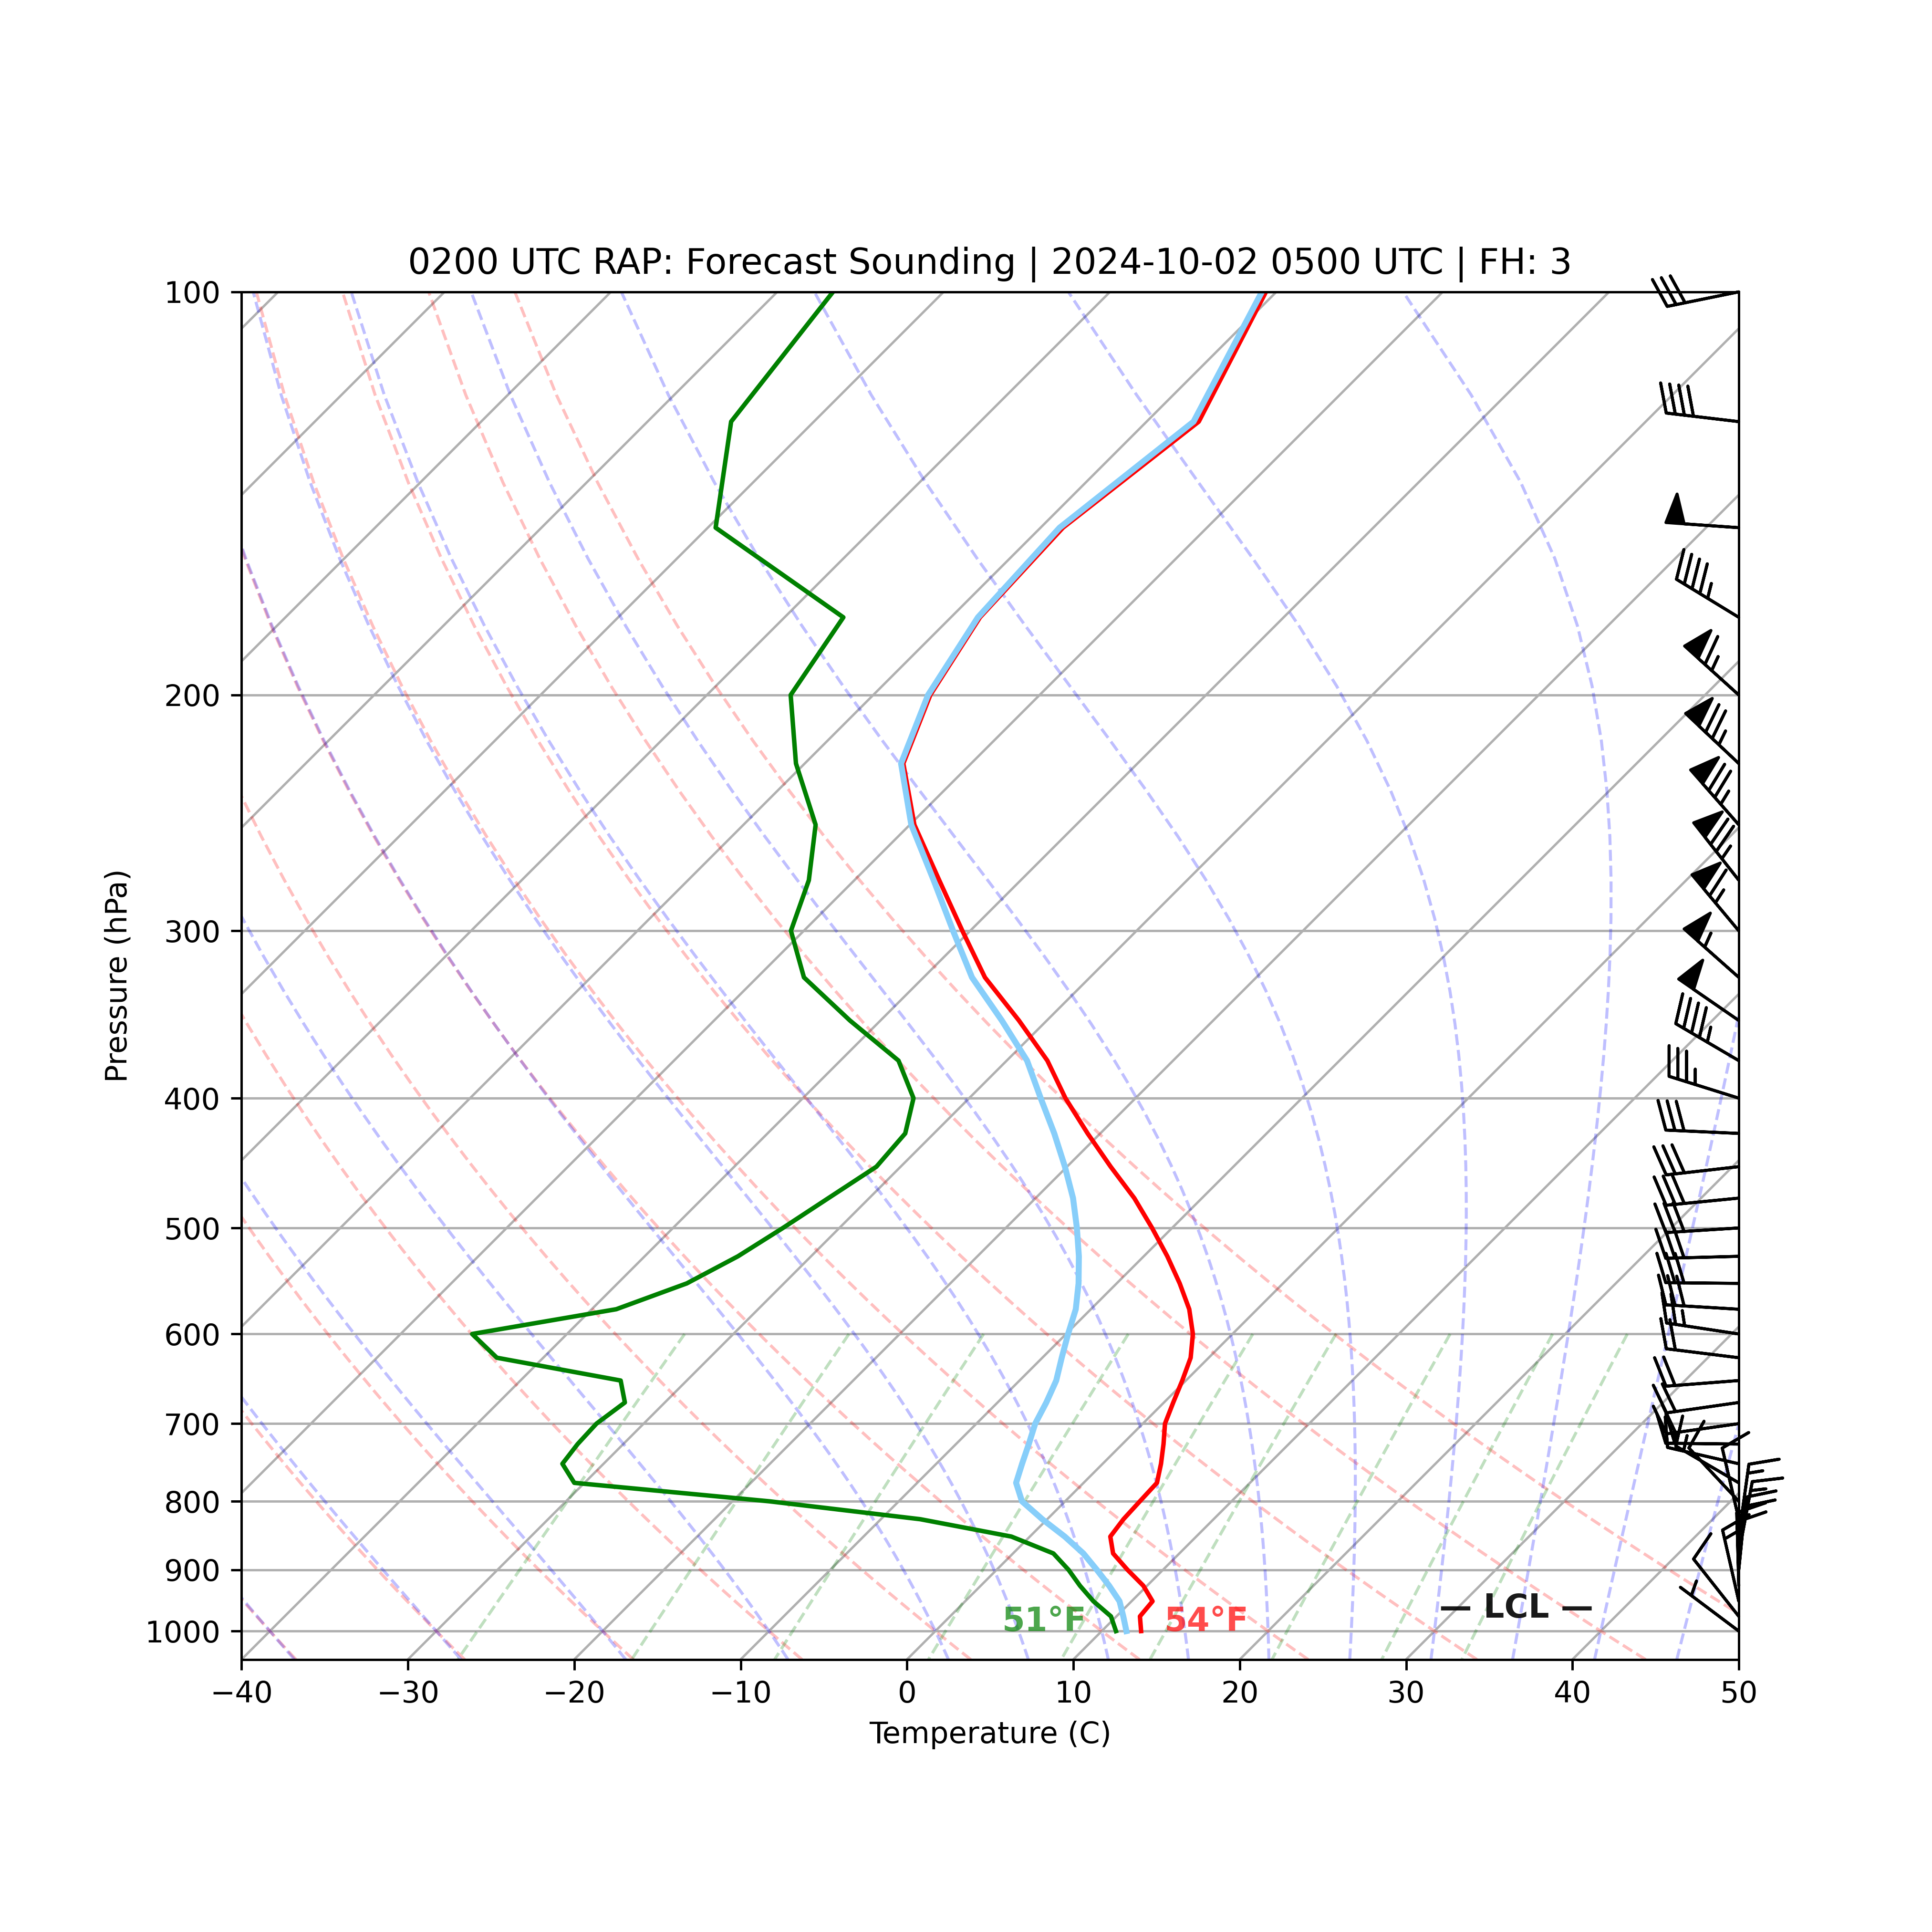 0200 UTC RAP: Forecast Sounding | 2024-10-02 0500 UTC | FH: 3
100
200
300
400
500
600
700
800
900
1000
Pressure (hPa)
51°F
54°F
— LCL —
−40 −30 −20 −10 0 10 20 30 40 50
Temperature (C)